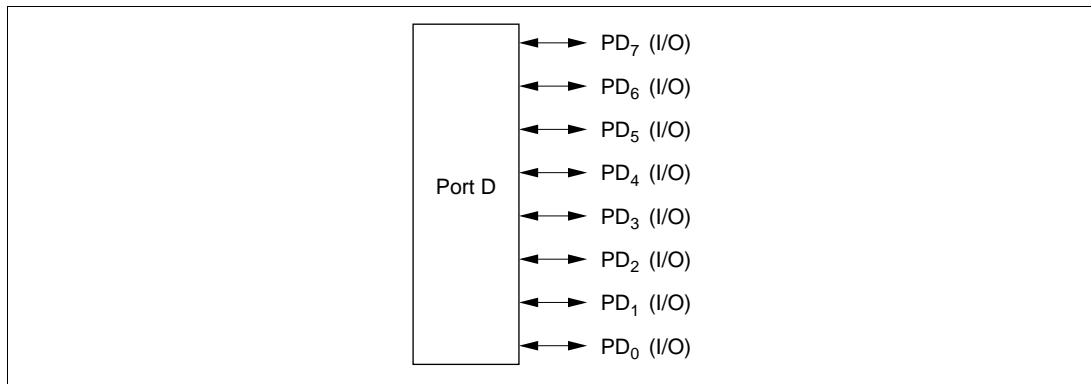 PD7 (I/O)
PD6 (I/O)
PD5 (I/O)
PD4 (I/O)
Port D
PD3 (I/O)
PD2 (I/O)
PD1 (I/O)
PD0 (I/O)